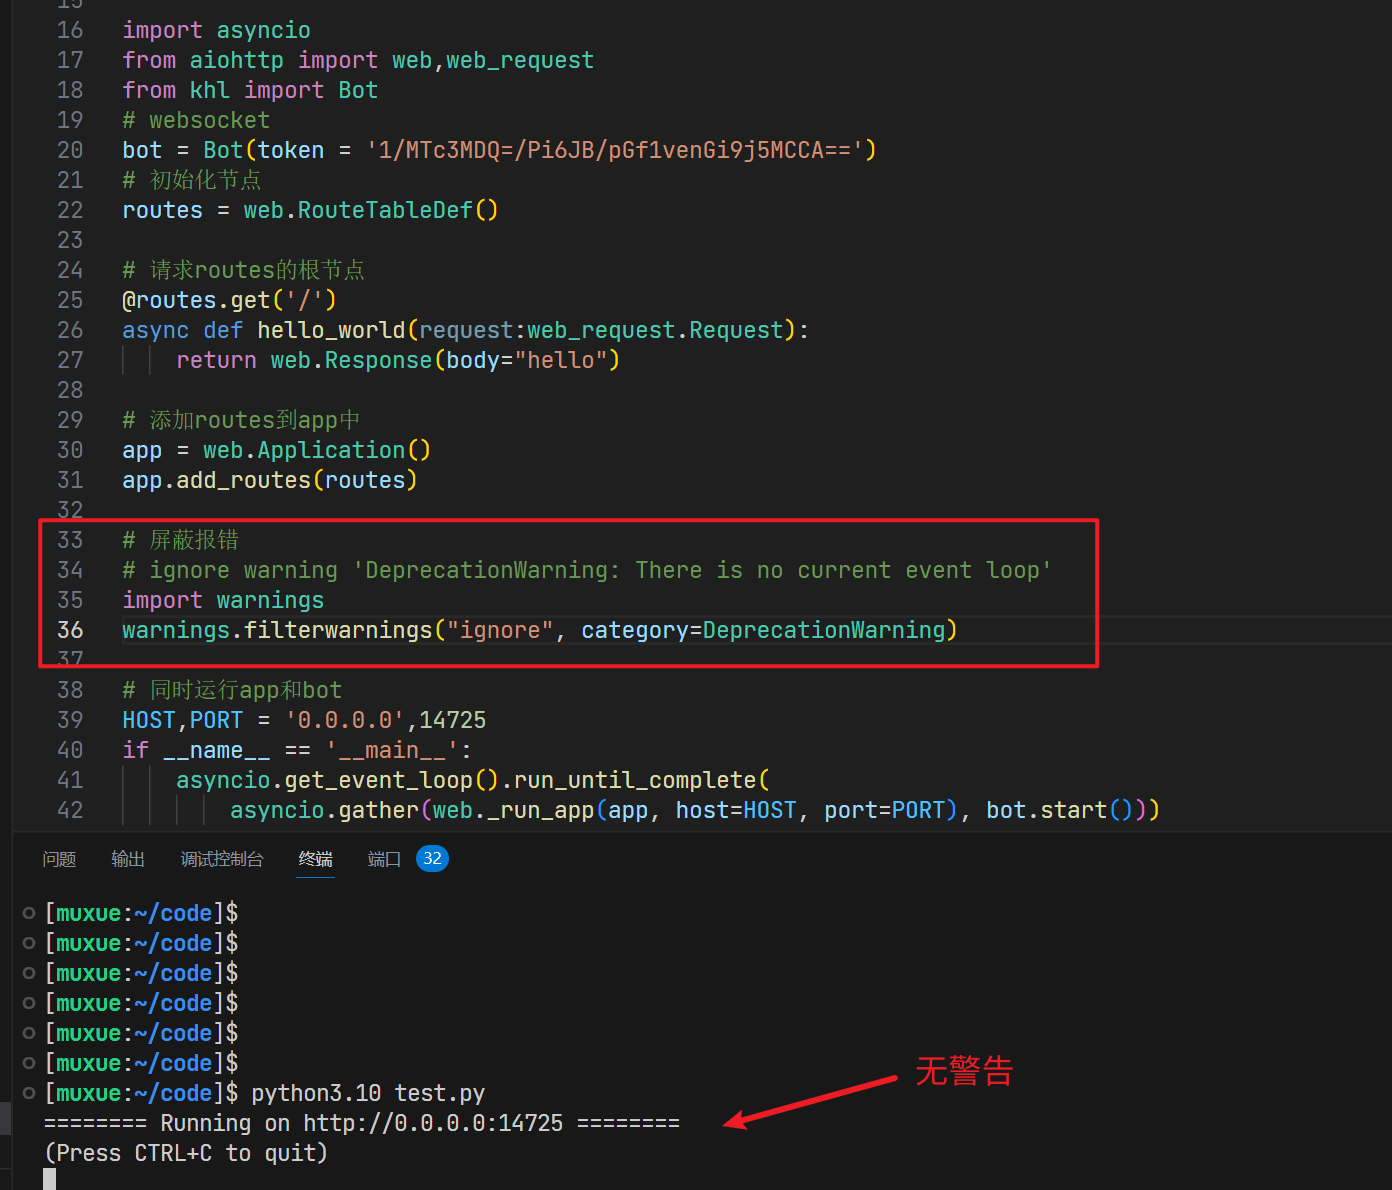 16 import asyncio
17 from aiohttp import web,web_request
18 from khl import Bot
19 # websocket
20 bot = Bot(token = '1/MTc3MDQ=/Pi6JB/pGf1venGi9j5MCCA==')
21 # 初始化节点
22 routes = web.RouteTableDef()
23
24 # 请求routes的根节点
25 @routes.get('/')
26 async def hello_world(request:web_request.Request):
27 return web.Response(body="hello")
28
29 # 添加routes到app中
30 app = web.Application()
31 app.add_routes(routes)
32
33 # 屏蔽报错
34 # ignore warning 'DeprecationWarning: There is no current event loop'
35 import warnings
36 warnings.filterwarnings("ignore", category=DeprecationWarning)
37
38 # 同时运行app和bot
39 HOST,PORT = '0.0.0.0',14725
40 if __name__ == '__main__':
41 asyncio.get_event_loop().run_until_complete(
42 asyncio.gather(web._run_app(app, host=HOST, port=PORT), bot.start()))
问题 输出 调试控制台 终端 端口 32
[muxue:~/code]$
[muxue:~/code]$
[muxue:~/code]$
[muxue:~/code]$
[muxue:~/code]$
[muxue:~/code]$
[muxue:~/code]$ python3.10 test.py
======== Running on http://0.0.0.0:14725 ========
(Press CTRL+C to quit)
无警告